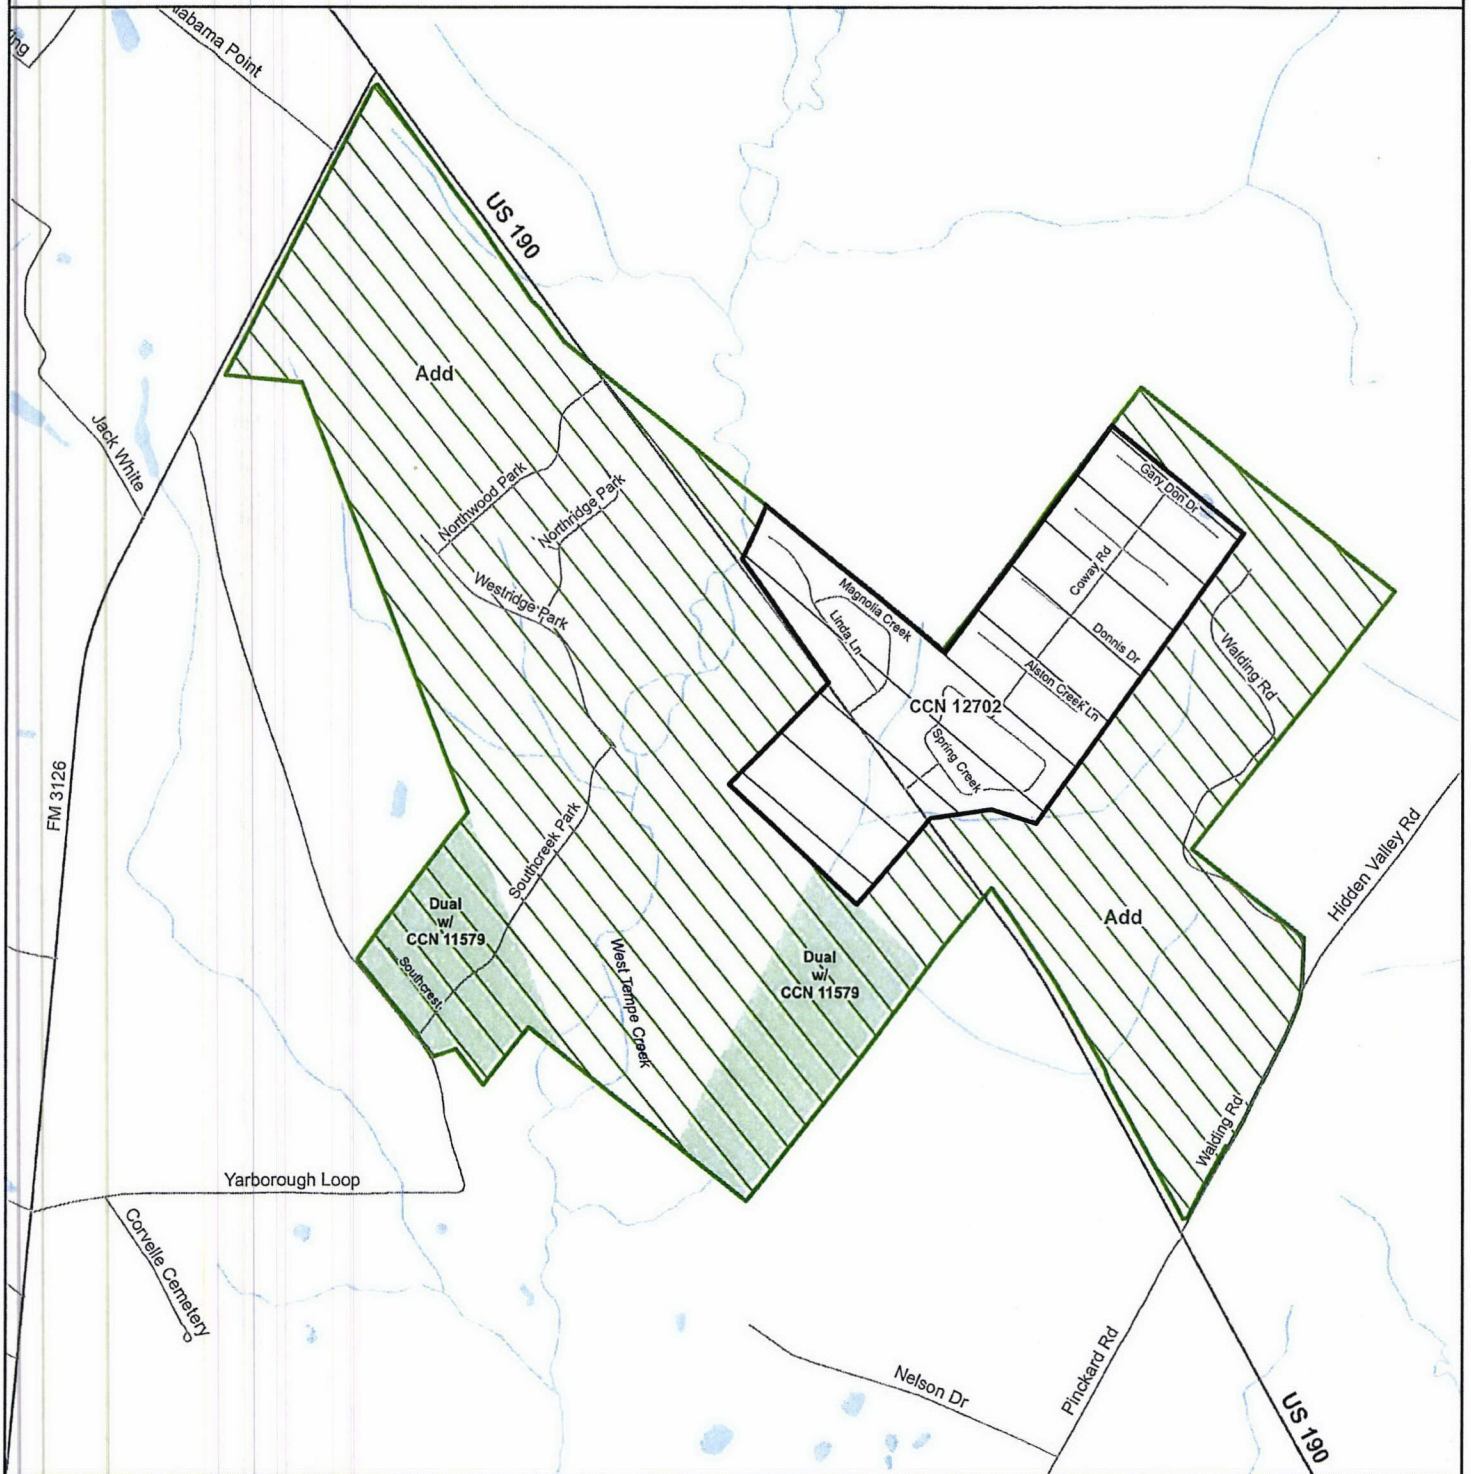 Alabama Point
US 190
Add
Jack White
Northwood Park
Northridge Park
Gary Don Dr
Coway Rd
Westridge Park
Magnolia Creek
Linda Ln
Donnis Dr
Walding Rd
Alston Creek Ln
CCN 12702
Spring Creek
FM 3126
Southcreek Park
Hidden Valley Rd
Dual
w/
CCN 11579
Add
Southcrest
West Tempe Creek
Dual
w/
CCN 11579
Walding Rd
Yarborough Loop
Corvelle Cemetery
Nelson Dr
Pinckard Rd
US 190